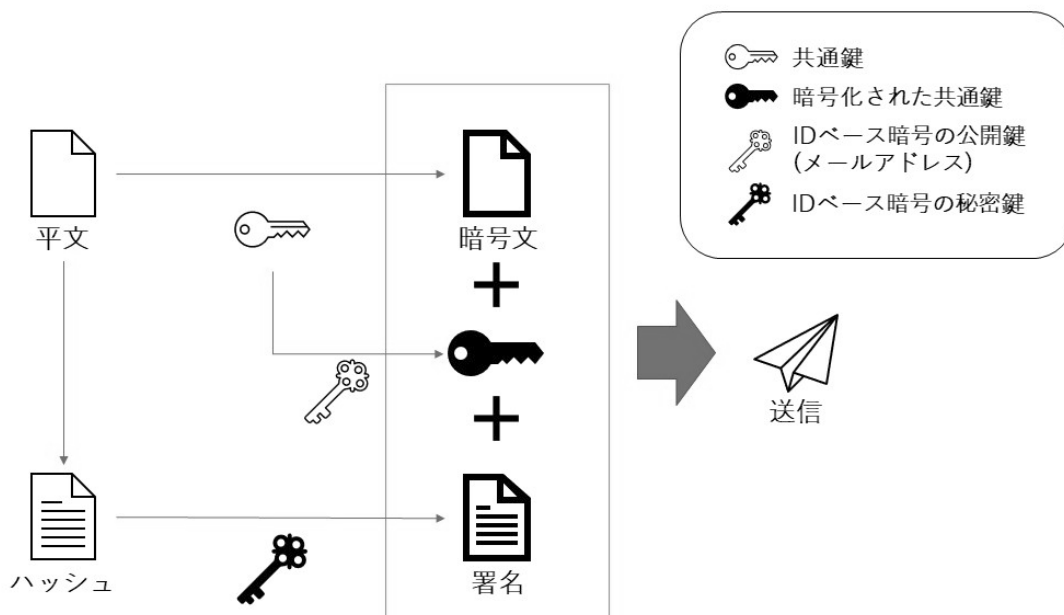 共通鍵
暗号化された共通鍵
IDベース暗号の公開鍵
(メールアドレス)
IDベース暗号の秘密鍵
平文
暗号文
送信
ハッシュ
署名